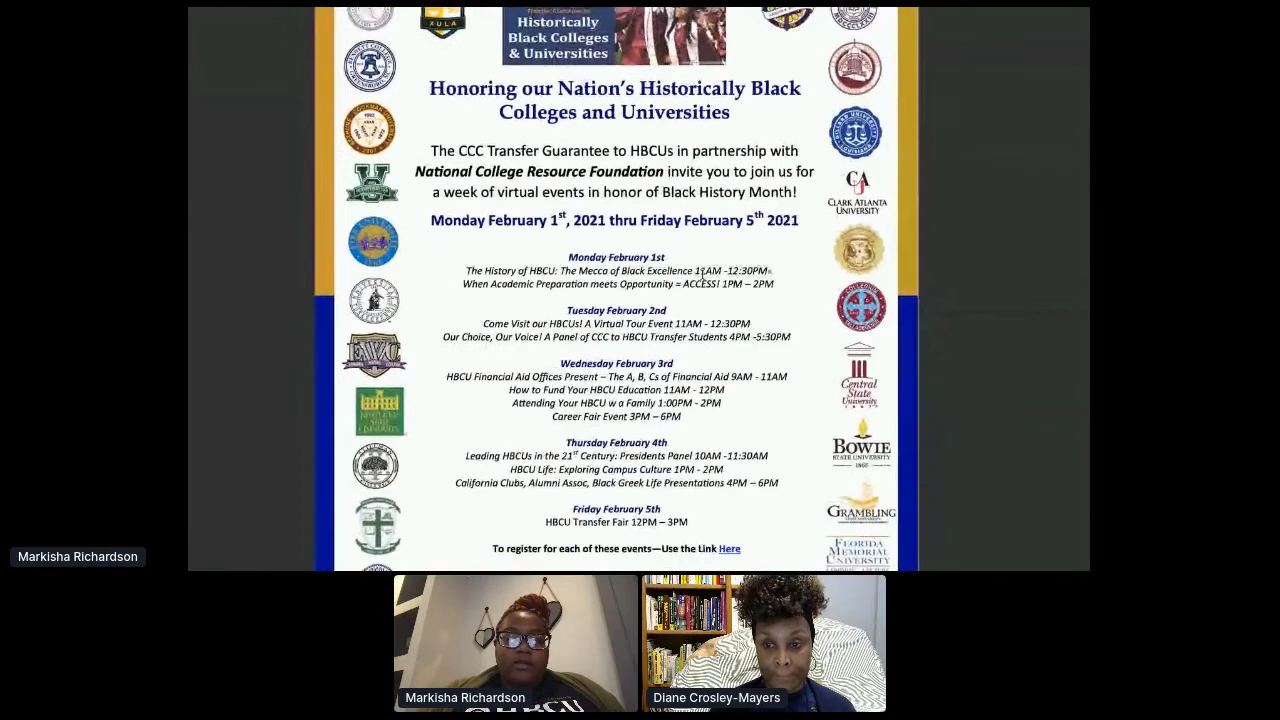 XULA
Historically
Black Colleges
& Universities
Honoring our Nation's Historically Black
Colleges and Universities
The CCC Transfer Guarantee to HBCUs in partnership with
National College Resource Foundation invite you to join us for
a week of virtual events in honor of Black History Month!
Monday February 1st, 2021 thru Friday February 5th 2021
Monday February 1st
The History of HBCU: The Mecca of Black Excellence 11AM -12:30PM
When Academic Preparation meets Opportunity = ACCESS! 1PM – 2PM
Tuesday February 2nd
Come Visit our HBCUs! A Virtual Tour Event 11AM - 12:30PM
Our Choice, Our Voice! A Panel of CCC to HBCU Transfer Students 4PM -5:30PM
Wednesday February 3rd
HBCU Financial Aid Offices Present – The A, B, Cs of Financial Aid 9AM - 11AM
How to Fund Your HBCU Education 11AM - 12PM
Attending Your HBCU w a Family 1:00PM - 2PM
Career Fair Event 3PM – 6PM
Thursday February 4th
Leading HBCUs in the 21st Century: Presidents Panel 10AM -11:30AM
HBCU Life: Exploring Campus Culture 1PM - 2PM
California Clubs, Alumni Assoc, Black Greek Life Presentations 4PM – 6PM
Friday February 5th
HBCU Transfer Fair 12PM – 3PM
To register for each of these events—Use the Link Here
CLARK ATLANTA
UNIVERSITY
Central
State
University
BOWIE
STATE UNIVERSITY
GRAMBLING
FLORIDA
MEMORIAL
UNIVERSITY
Markisha Richardson
Markisha Richardson
Diane Crosley-Mayers